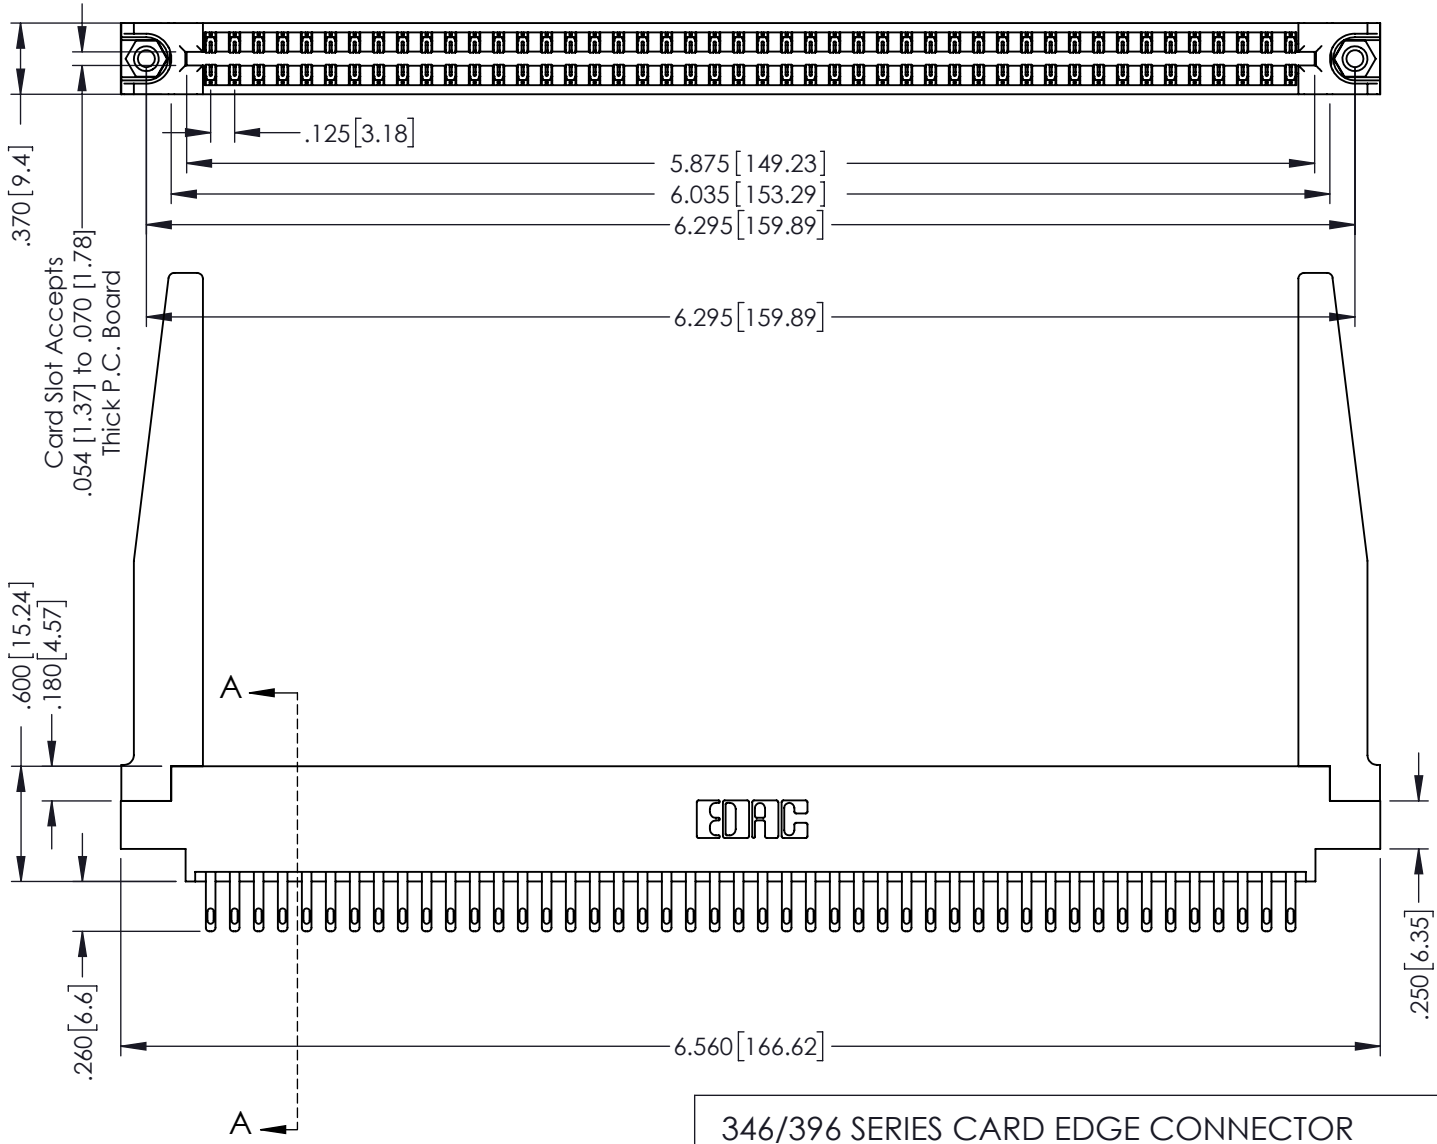 .125[3.18]
5.875[149.23]
6.035[153.29]
6.295[159.89]
.370[9.4]
Card Slot Accepts
.054 [1.37] to .070 [1.78]
Thick P.C. Board
6.295[159.89]
.600[15.24]
.180[4.57]
A
EDAC
.260[6.6]
.250[6.35]
6.560[166.62]
A
346/396 SERIES CARD EDGE CONNECTOR